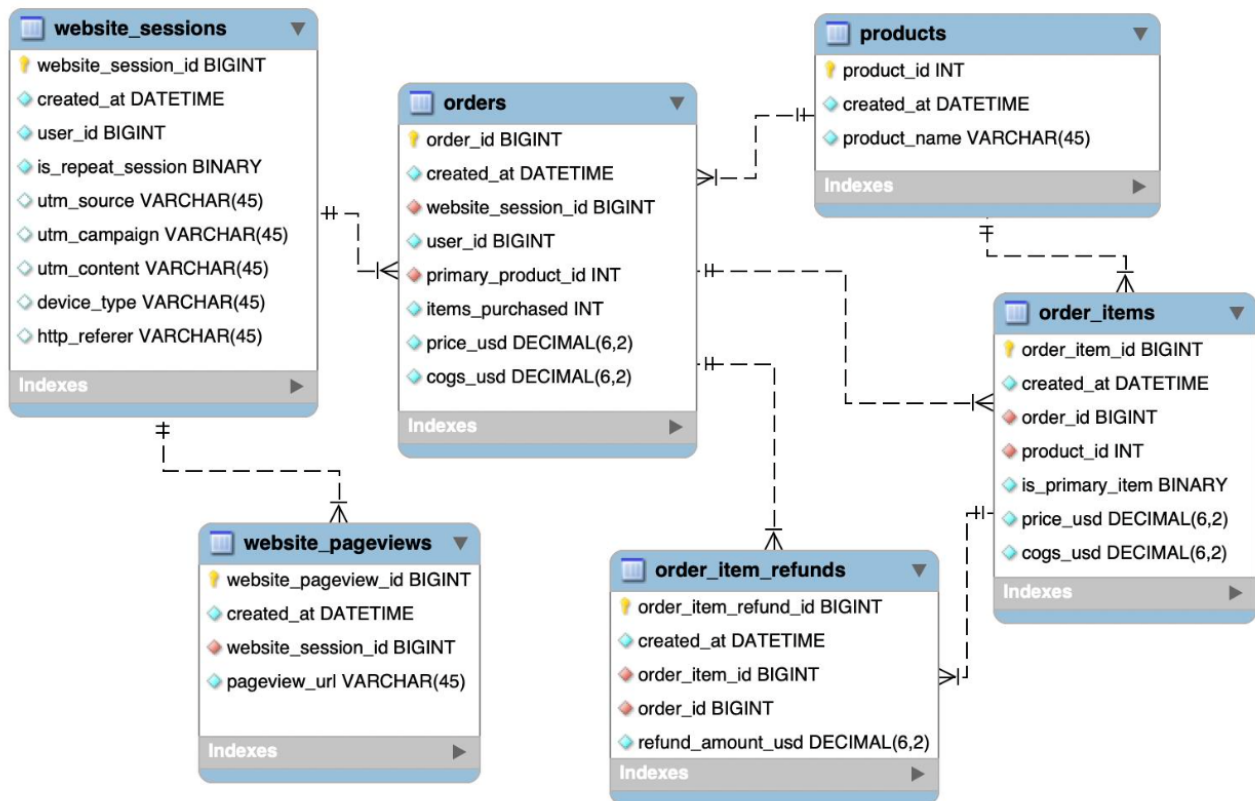 website_sessions
website_session_id BIGINT
created_at DATETIME
user_id BIGINT
is_repeat_session BINARY
utm_source VARCHAR(45)
utm_campaign VARCHAR(45)
utm_content VARCHAR(45)
device_type VARCHAR(45)
http_referer VARCHAR(45)
Indexes
orders
order_id BIGINT
created_at DATETIME
website_session_id BIGINT
user_id BIGINT
primary_product_id INT
items_purchased INT
price_usd DECIMAL(6,2)
cogs_usd DECIMAL(6,2)
Indexes
products
product_id INT
created_at DATETIME
product_name VARCHAR(45)
Indexes
order_items
order_item_id BIGINT
created_at DATETIME
order_id BIGINT
product_id INT
is_primary_item BINARY
price_usd DECIMAL(6,2)
cogs_usd DECIMAL(6,2)
Indexes
website_pageviews
website_pageview_id BIGINT
created_at DATETIME
website_session_id BIGINT
pageview_url VARCHAR(45)
Indexes
order_item_refunds
order_item_refund_id BIGINT
created_at DATETIME
order_item_id BIGINT
order_id BIGINT
refund_amount_usd DECIMAL(6,2)
Indexes